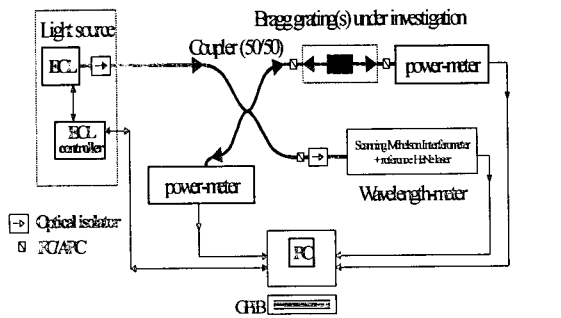 Bragg grating(s) under investigation
Light source
Coupler (50/50)
ECL
power-meter
ECL
controller
Scanning Michelson Interferometer
+ reference HeNe laser
power-meter
Wavelength-meter
Optical isolator
FC/APC
PC
GPIB